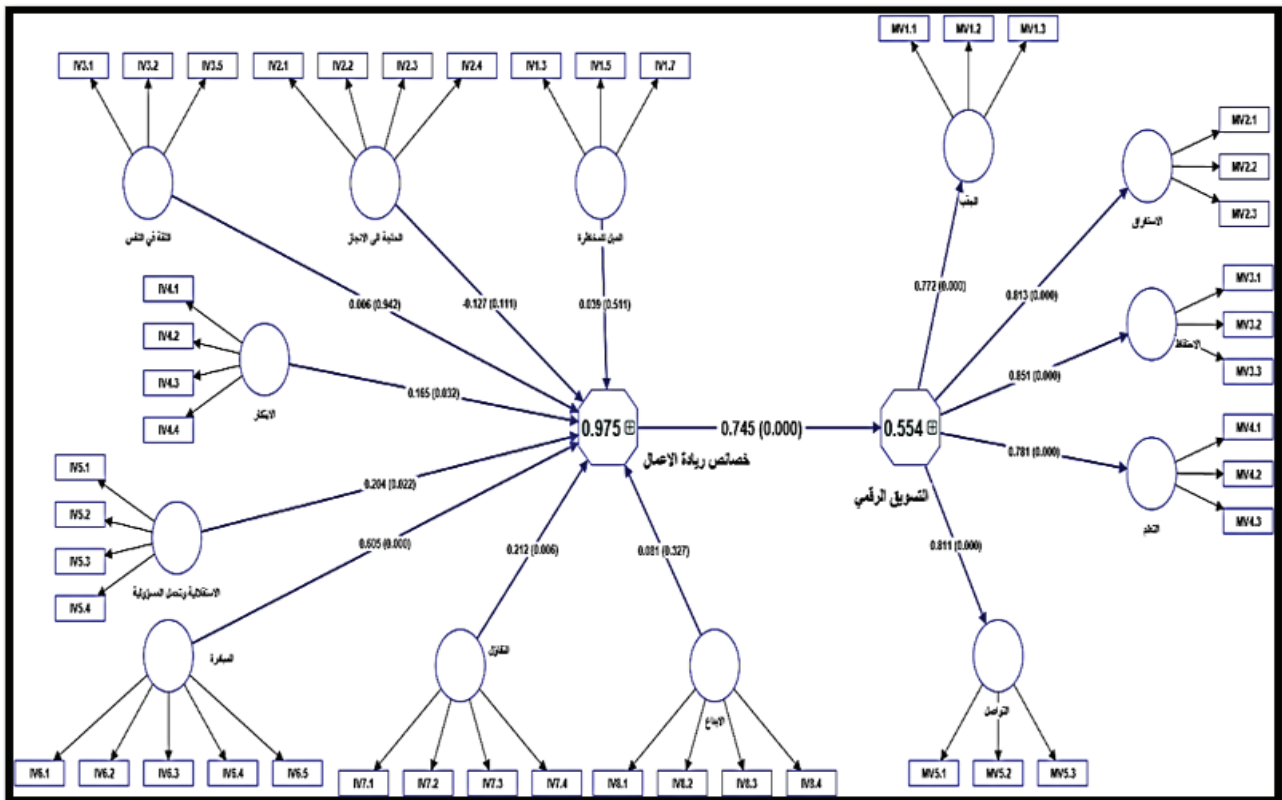 MV1.1 MV1.2 MV1.3
IV3.1 IV3.2 IV3.5 IV2.1 IV2.2 IV2.3 IV2.4 IV1.3 IV1.5 IV1.7
MV2.1
MV2.2
MV2.3
الثقة في النفس
الحاجة الى الانجاز
الميل للمخاطرة
الاستغراق
IV4.1
IV4.2
IV4.3
IV4.4
الابتكار
0.006 (0.942)
-0.127 (0.111)
0.039 (0.511)
0.772 (0.000)
0.813 (0.000)
MV3.1
MV3.2
MV3.3
الاحتفاظ
0.165 (0.032)
0.851 (0.000)
0.975
0.745 (0.000)
0.554
خصائص ريادة الاعمال
التسويق الرقمي
0.781 (0.000)
MV4.1
MV4.2
MV4.3
التعلم
IV5.1
IV5.2
IV5.3
IV5.4
الاستقلالية وتحمل المسؤولية
0.204 (0.022)
0.605 (0.000)
0.212 (0.006)
0.081 (0.327)
0.811 (0.000)
المبادرة
التفاؤل
الابداع
التواصل
IV6.1 IV6.2 IV6.3 IV6.4 IV6.5
IV7.1 IV7.2 IV7.3 IV7.4
IV8.1 IV8.2 IV8.3 IV8.4
MV5.1 MV5.2 MV5.3